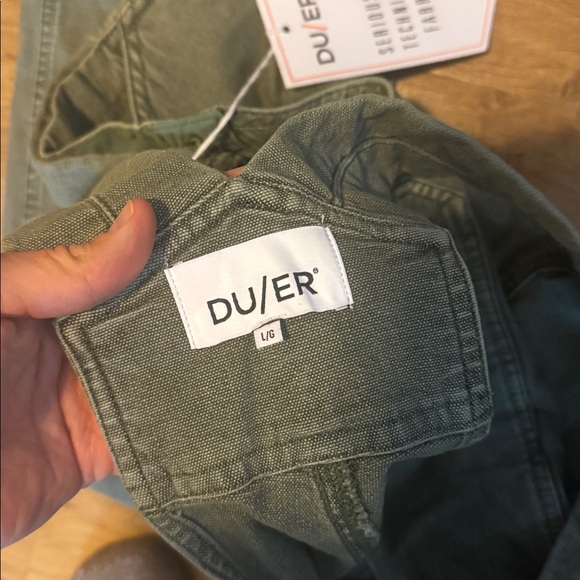 DU/ER
SERIOUS
TECHNI
FABR
DU/ER®
L/G